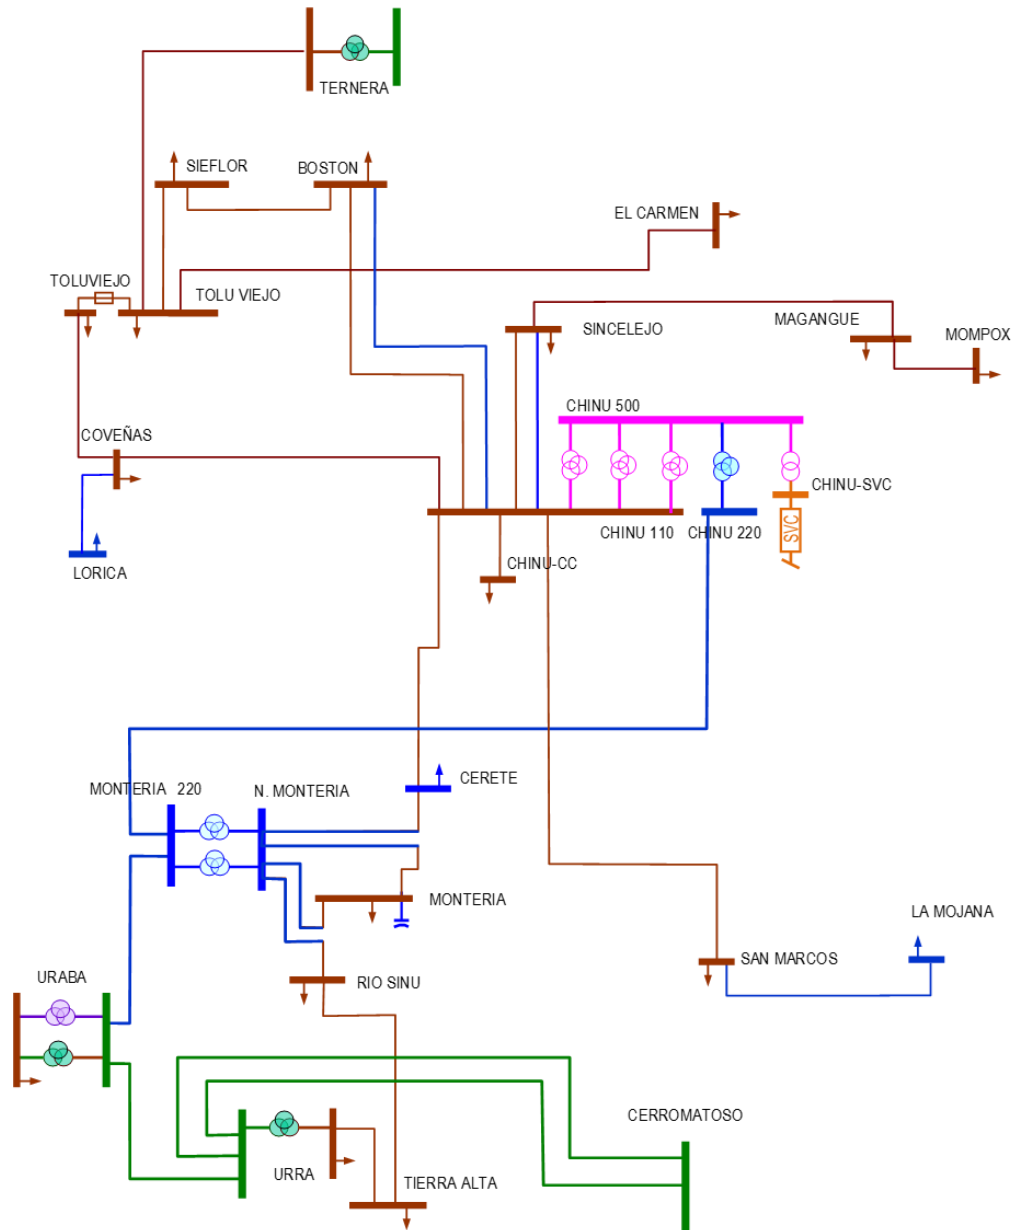 TERNERA
SIEFLOR
BOSTON
EL CARMEN
TOLUVIEJO
TOLU VIEJO
SINCELEJO
MAGANGUE
MOMPOX
CHINU 500
COVEÑAS
CHINU-SVC
SVC
CHINU 110
CHINU 220
CHINU-CC
LORICA
CERETE
MONTERIA 220
N. MONTERIA
MONTERIA
LA MOJANA
SAN MARCOS
URABA
RIO SINU
CERROMATOSO
URRA
TIERRA ALTA